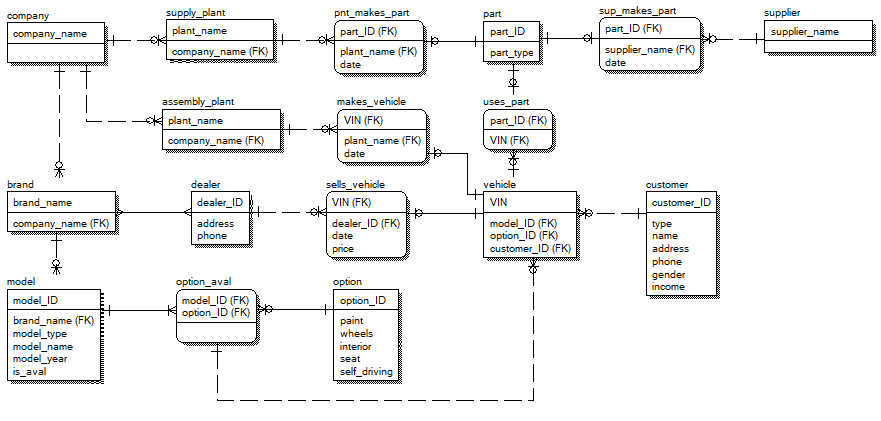 company
company_name
supply_plant
plant_name
company_name (FK)
pnt_makes_part
part_ID (FK)
plant_name (FK)
date
part
part_ID
part_type
sup_makes_part
part_ID (FK)
supplier_name (FK)
date
supplier
supplier_name
assembly_plant
plant_name
company_name (FK)
makes_vehicle
VIN (FK)
plant_name (FK)
date
uses_part
part_ID (FK)
VIN (FK)
brand
brand_name
company_name (FK)
dealer
dealer_ID
address
phone
sells_vehicle
VIN (FK)
dealer_ID (FK)
date
price
vehicle
VIN
model_ID (FK)
option_ID (FK)
customer_ID (FK)
customer
customer_ID
type
name
address
phone
gender
income
model
model_ID
brand_name (FK)
model_type
model_name
model_year
is_aval
option_aval
model_ID (FK)
option_ID (FK)
option
option_ID
paint
wheels
interior
seat
self_driving